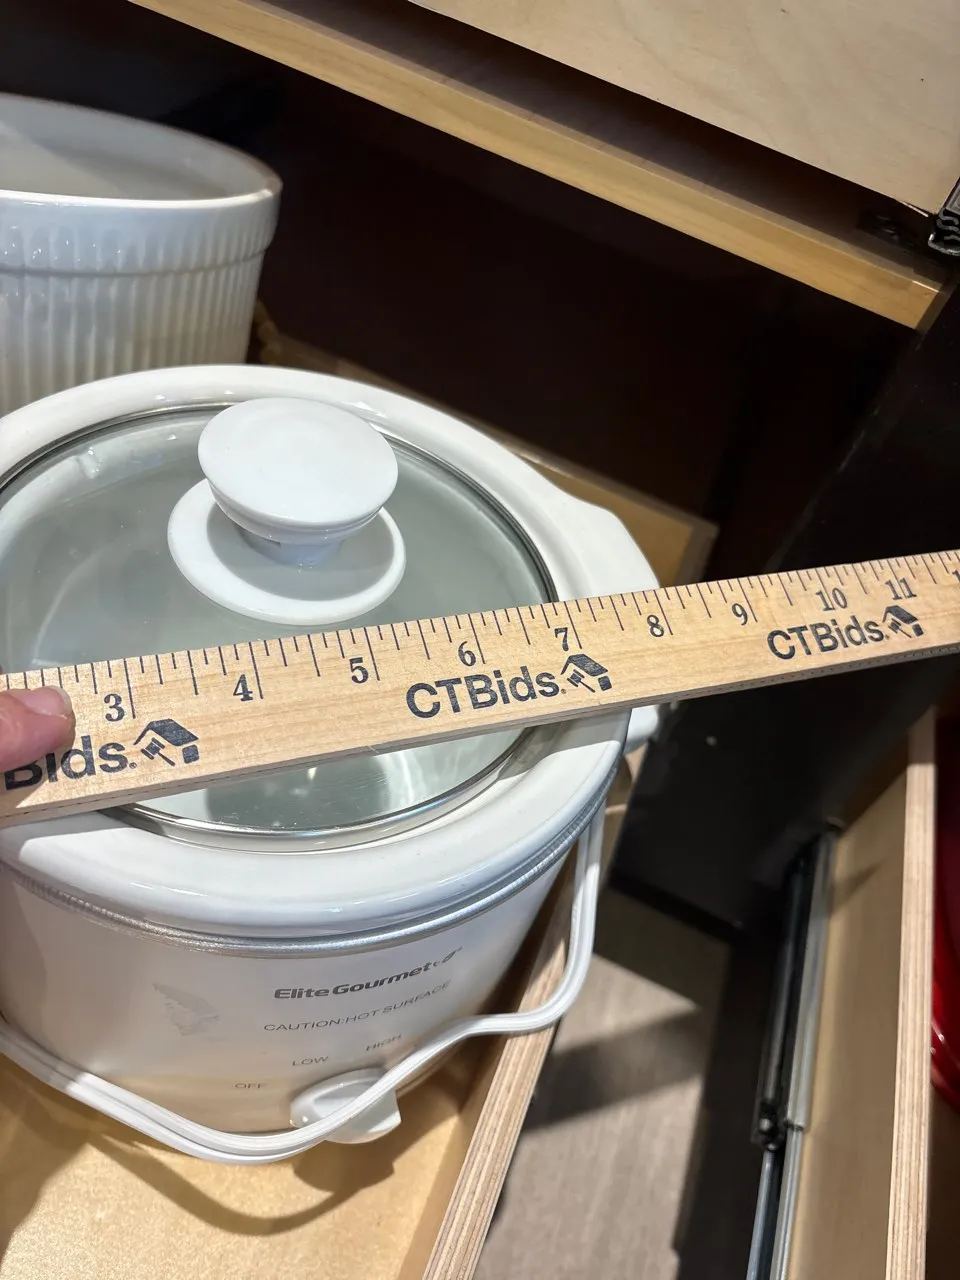 3 4 5 6 7 8 9 10 11
Bids. CTBids. CTBids.
Elite Gourmet
CAUTION:HOT SURFACE
OFF LOW HIGH